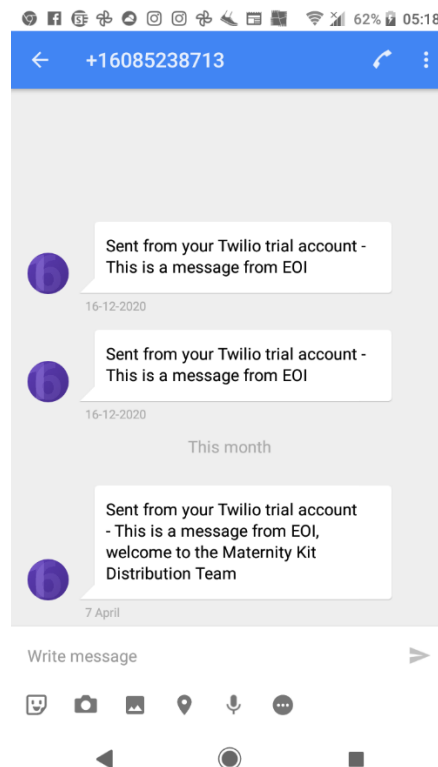 62% 05:18
+16085238713
Sent from your Twilio trial account -
This is a message from EOI
16-12-2020
Sent from your Twilio trial account -
This is a message from EOI
16-12-2020
This month
Sent from your Twilio trial account
- This is a message from EOI,
welcome to the Maternity Kit
Distribution Team
7 April
Write message